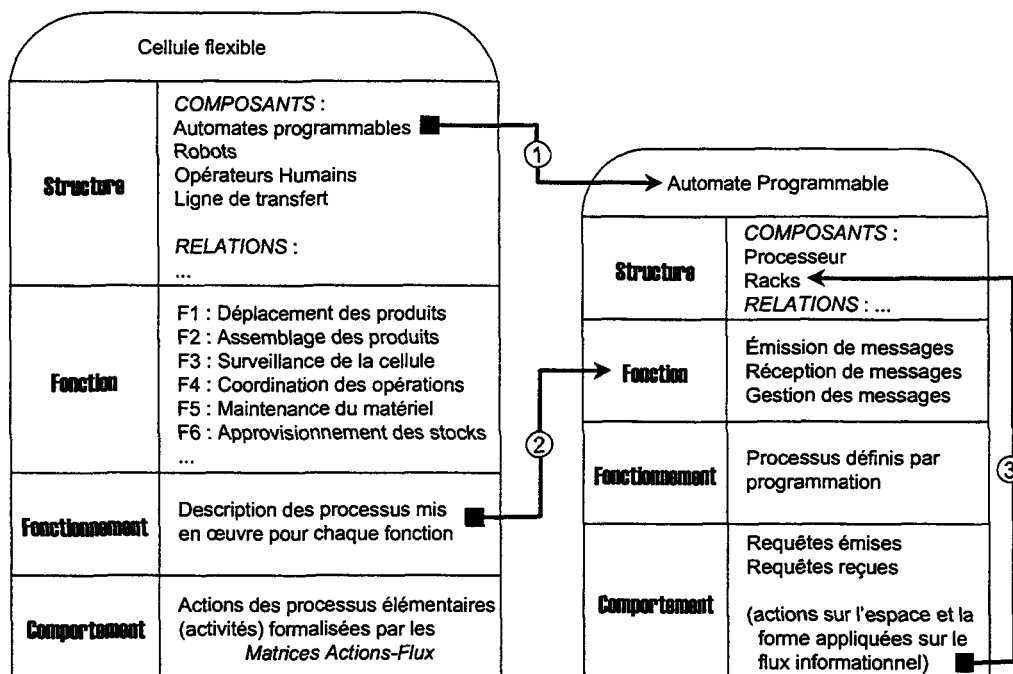 Cellule flexible
Structure
COMPOSANTS :
Automates programmables
Robots
Opérateurs Humains
Ligne de transfert
RELATIONS :
...
Fonction
F1 : Déplacement des produits
F2 : Assemblage des produits
F3 : Surveillance de la cellule
F4 : Coordination des opérations
F5 : Maintenance du matériel
F6 : Approvisionnement des stocks
...
Fonctionnement
Description des processus mis
en œuvre pour chaque fonction
Comportement
Actions des processus élémentaires
(activités) formalisées par les
Matrices Actions-Flux
1
2
Automate Programmable
Structure
COMPOSANTS :
Processeur
Racks
RELATIONS : ...
Fonction
Émission de messages
Réception de messages
Gestion des messages
Fonctionnement
Processus définis par
programmation
Comportement
Requêtes émises
Requêtes reçues
(actions sur l'espace et la
forme appliquées sur le
flux informationnel)
3